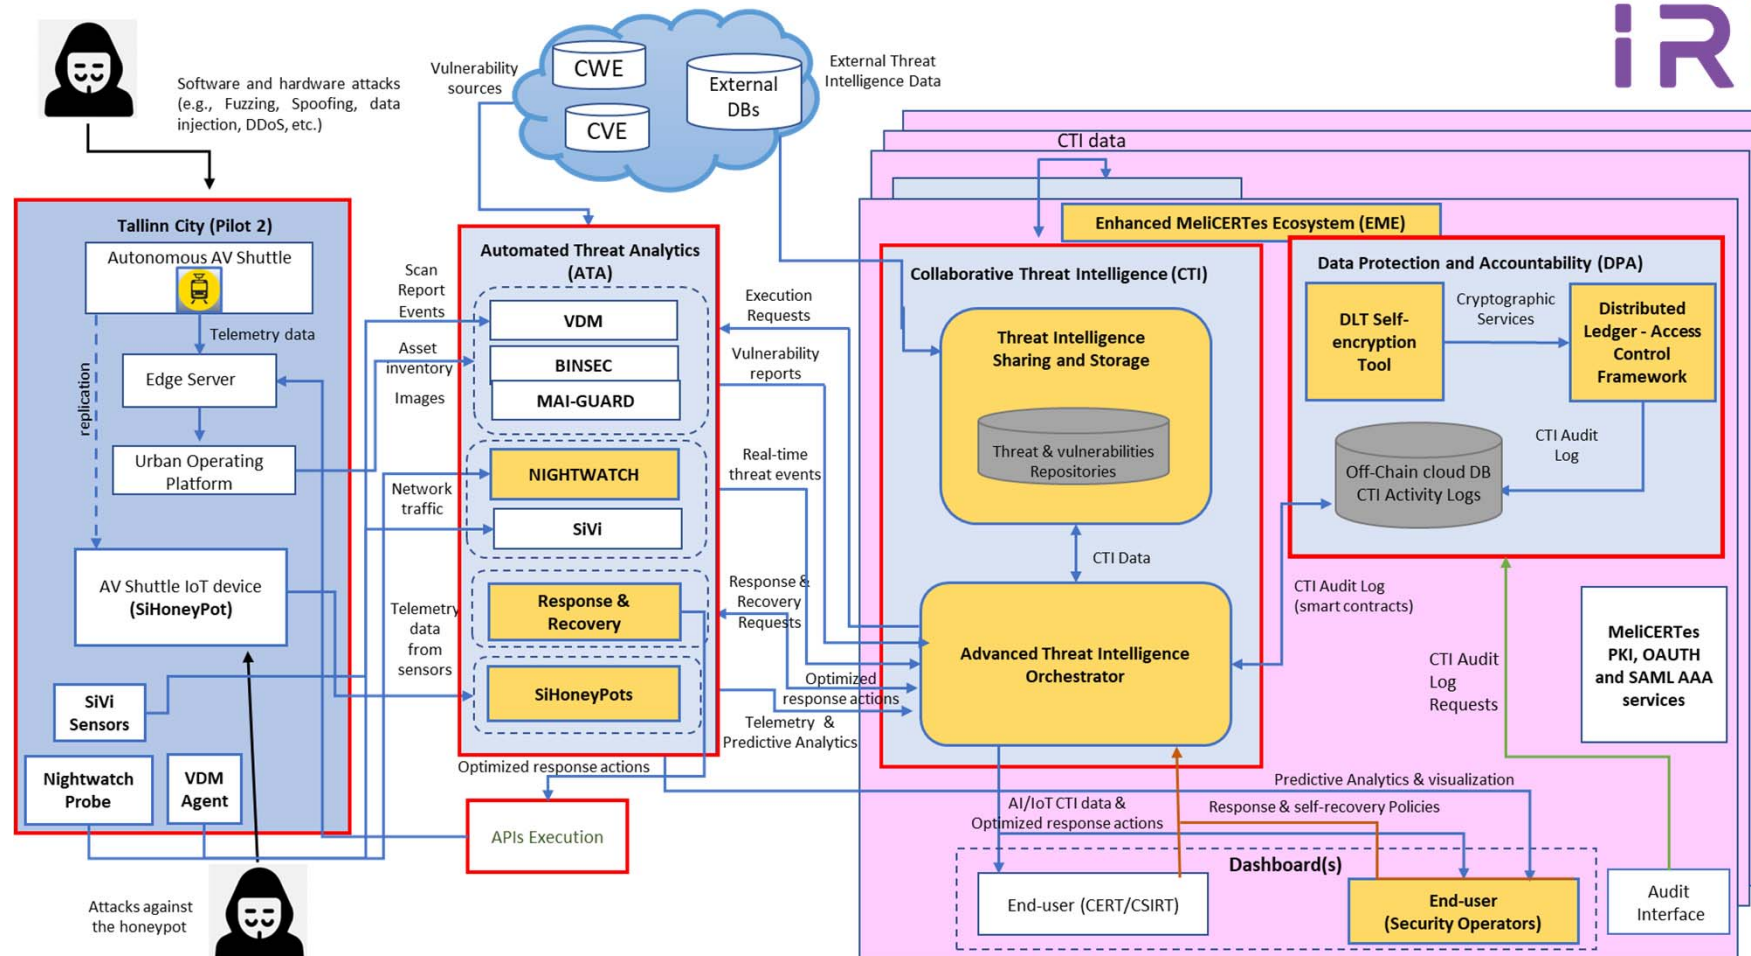 iR
Software and hardware attacks
(e.g., Fuzzing, Spoofing, data
injection, DDoS, etc.)
Vulnerability
sources
CWE
CVE
External
DBs
External Threat
Intelligence Data
CTI data
Tallinn City (Pilot 2)
Autonomous AV Shuttle
Telemetry data
replication
Edge Server
Urban Operating
Platform
AV Shuttle IoT device
(SiHoneyPot)
SiVi
Sensors
Nightwatch
Probe
VDM
Agent
Attacks against
the honeypot
Scan
Report
Events
Asset
inventory
Images
Network
traffic
Telemetry
data
from
sensors
Automated Threat Analytics
(ATA)
VDM
BINSEC
MAI-GUARD
NIGHTWATCH
SiVi
Response &
Recovery
SiHoneyPots
Optimized response actions
APIs Execution
Execution
Requests
Vulnerability
reports
Real-time
threat events
Response &
Recovery
Requests
Optimized
response actions
Telemetry &
Predictive Analytics
Enhanced MeliCERTes Ecosystem (EME)
Collaborative Threat Intelligence (CTI)
Threat Intelligence
Sharing and Storage
Threat & vulnerabilities
Repositories
CTI Data
Advanced Threat Intelligence
Orchestrator
Data Protection and Accountability (DPA)
DLT Self-
encryption
Tool
Cryptographic
Services
Distributed
Ledger - Access
Control
Framework
CTI Audit
Log
Off-Chain cloud DB
CTI Activity Logs
CTI Audit Log
(smart contracts)
CTI Audit
Log
Requests
MeliCERTes
PKI, OAUTH
and SAML AAA
services
Predictive Analytics & visualization
AI/IoT CTI data &
Optimized response actions
Response & self-recovery Policies
Dashboard(s)
End-user (CERT/CSIRT)
End-user
(Security Operators)
Audit
Interface